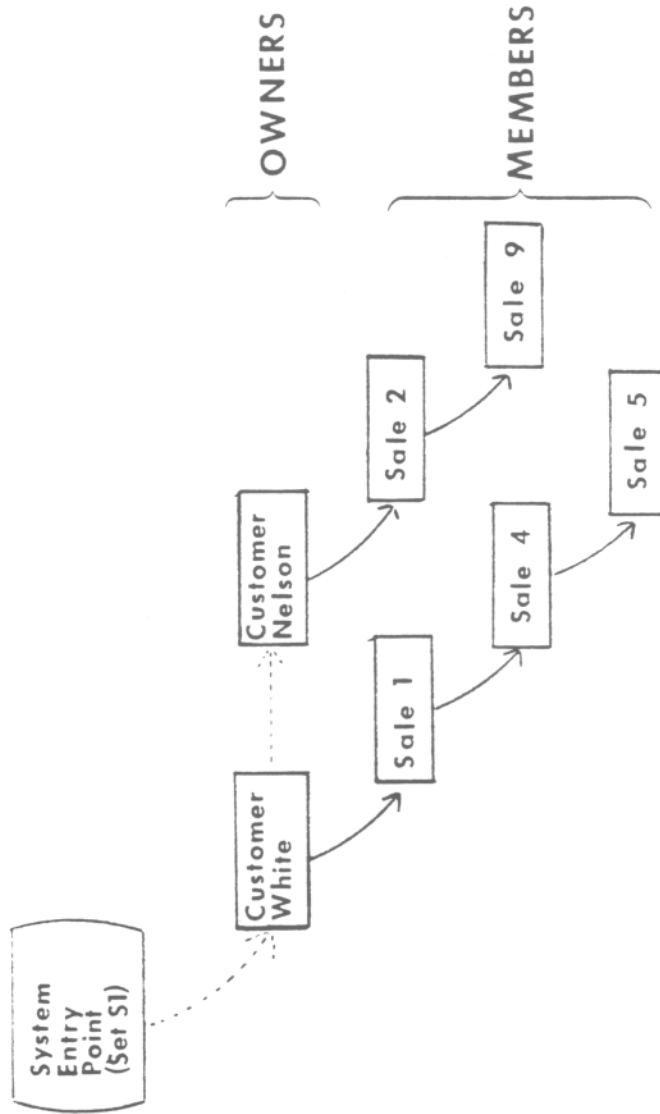 System
Entry
Point
(Set S1)
Customer
White
Customer
Nelson
OWNERS
Sale 1
Sale 2
Sale 4
Sale 9
Sale 5
MEMBERS